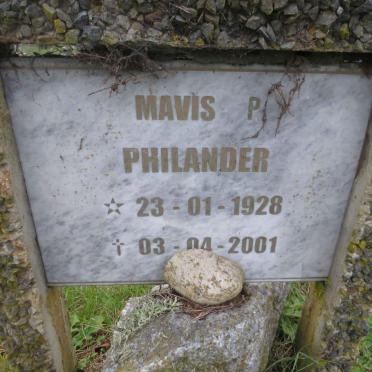 MAVIS P
PHILANDER
☆ 23-01-1928
† 03-04-2001